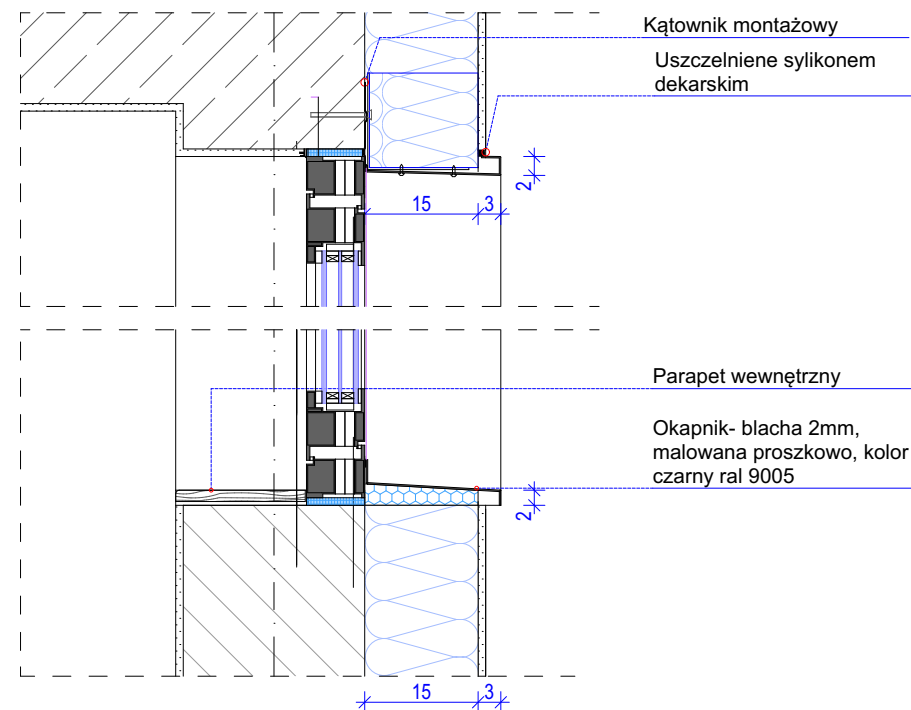 Kątownik montażowy
Uszczelniene sylikonem
dekarskim
2
15
3
Parapet wewnętrzny
Okapnik- blacha 2mm,
malowana proszkowo, kolor
czarny ral 9005
2
15
3